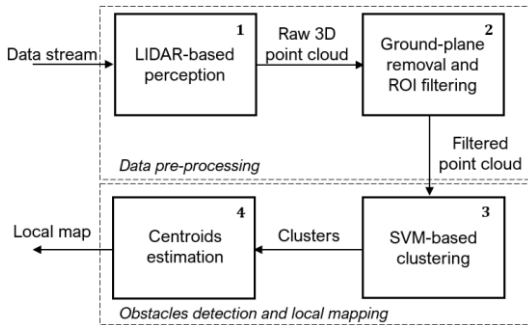 1
2
Data stream
LIDAR-based
perception
Raw 3D
point cloud
Ground-plane
removal and
ROI filtering
Data pre-processing
Filtered
point cloud
4
3
Local map
Centroids
estimation
Clusters
SVM-based
clustering
Obstacles detection and local mapping